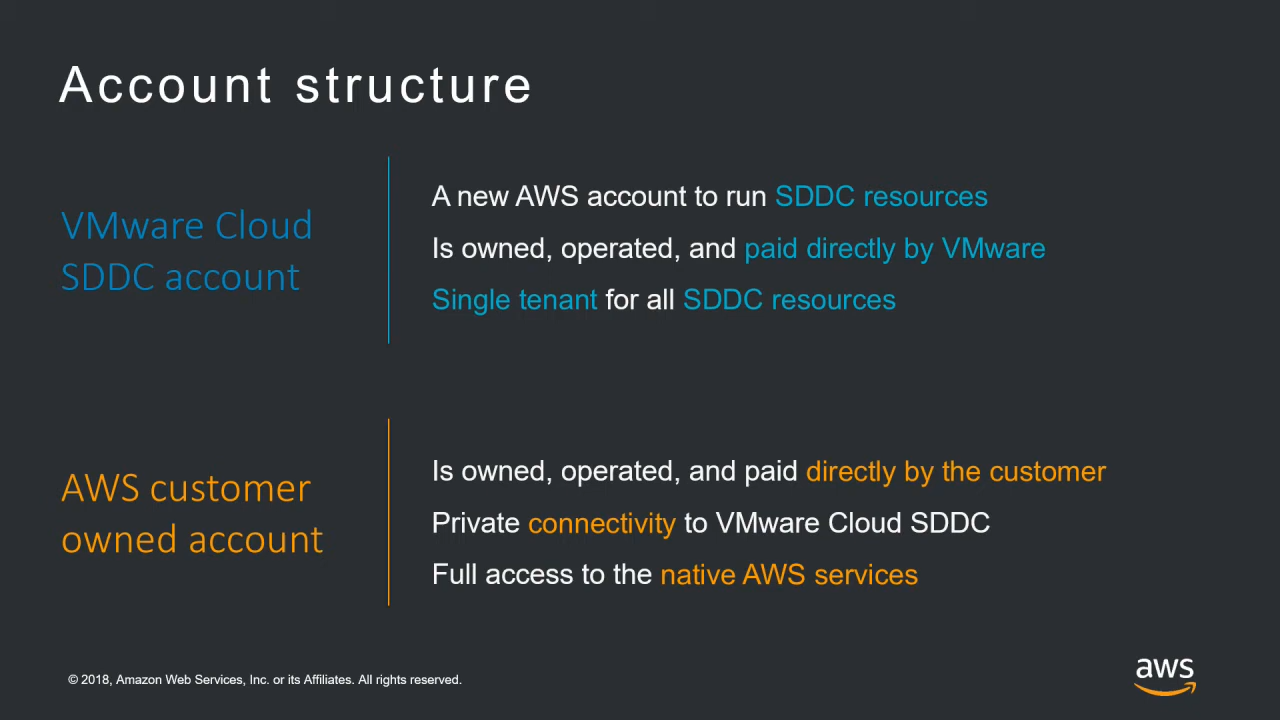 Account structure
VMware Cloud
SDDC account
A new AWS account to run SDDC resources
Is owned, operated, and paid directly by VMware
Single tenant for all SDDC resources
AWS customer
owned account
Is owned, operated, and paid directly by the customer
Private connectivity to VMware Cloud SDDC
Full access to the native AWS services
© 2018, Amazon Web Services, Inc. or its Affiliates. All rights reserved.
aws